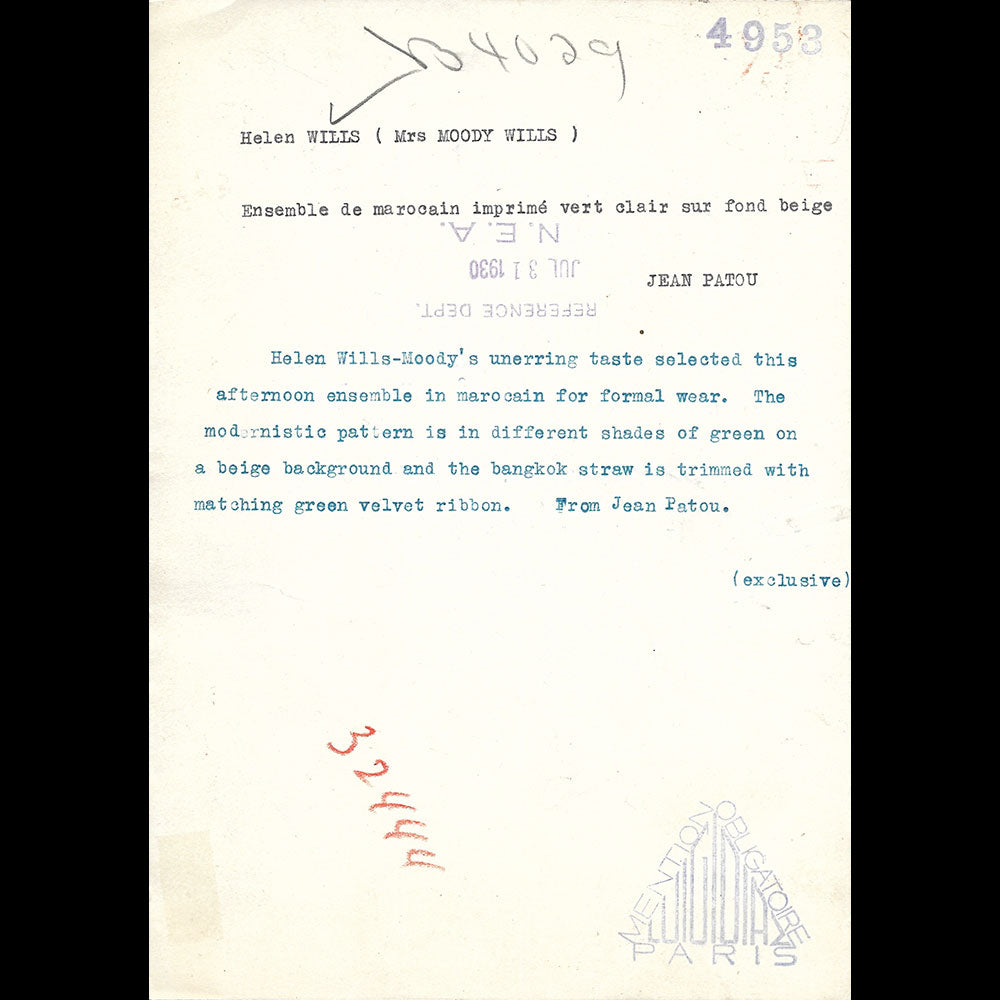 4953
B4029
Helen WILLS ( Mrs MOODY WILLS )
Ensemble de marocain imprimé vert clair sur fond beige
N.E.A.
JUL 31 1930
REFERENCE DEPT.
JEAN PATOU
Helen Wills-Moody's unerring taste selected this
afternoon ensemble in marocain for formal wear. The
modernistic pattern is in different shades of green on
a beige background and the bangkok straw is trimmed with
matching green velvet ribbon. From Jean Patou.
(exclusive)
32444
MENTION OBLIGATOIRE
PARIS